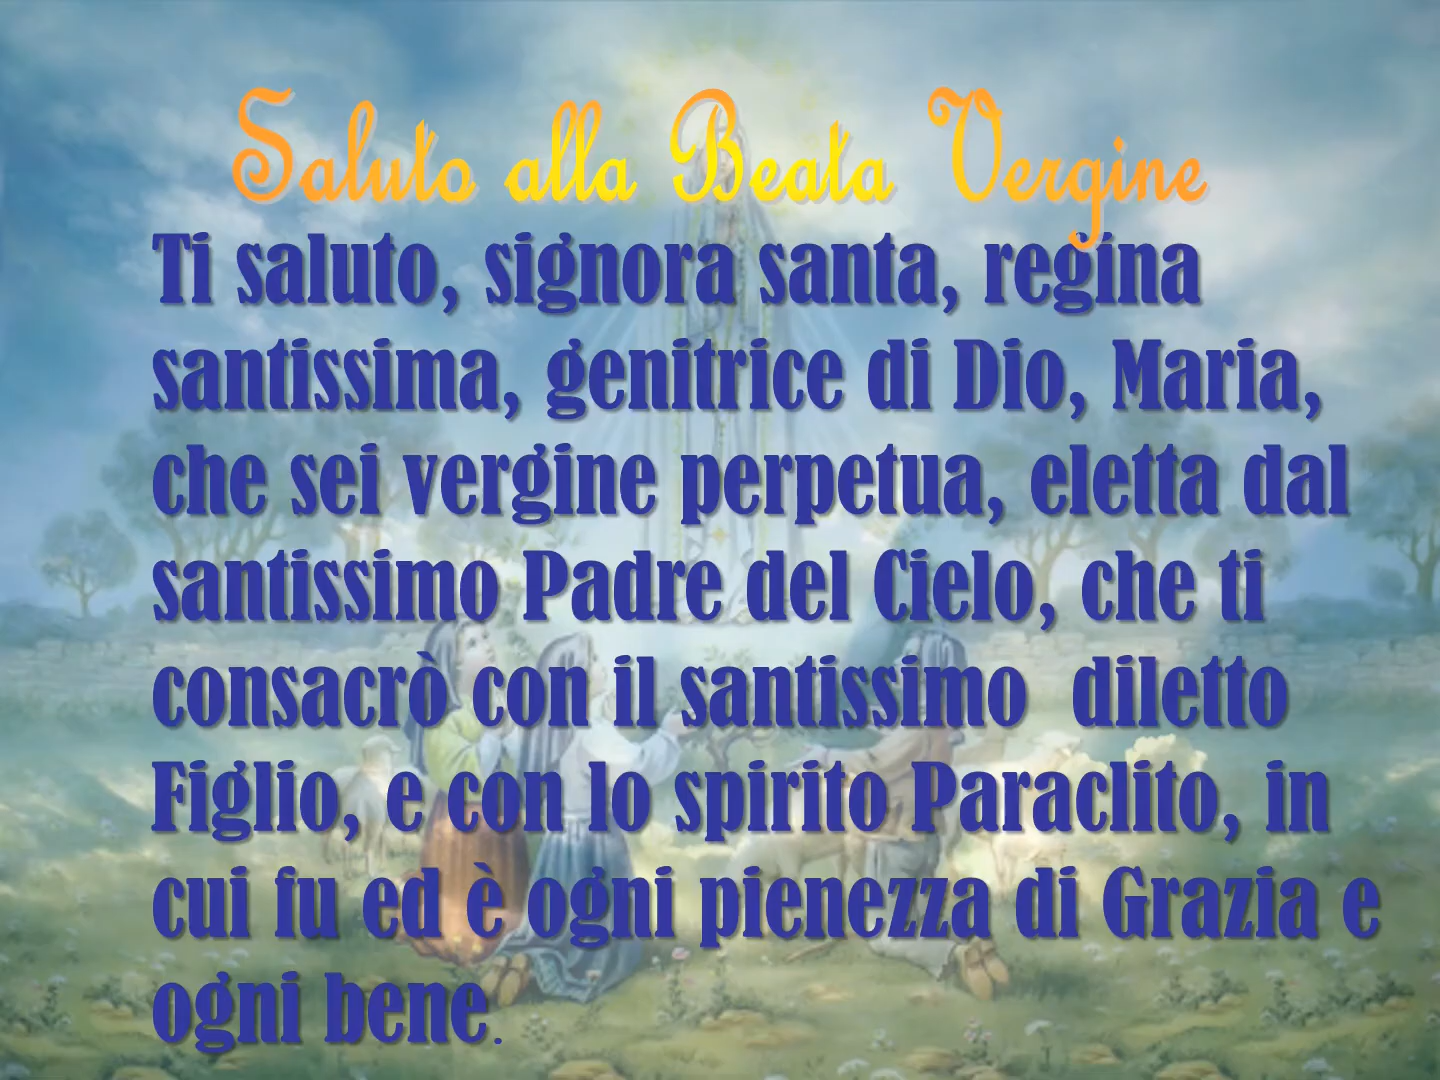 Saluto alla Beata Vergine
Ti saluto, signora santa, regina
santissima, genitrice di Dio, Maria,
che sei vergine perpetua, eletta dal
santissimo Padre del Cielo, che ti
consacrò con il santissimo  diletto
Figlio, e con lo spirito Paraclito, in
cui fu ed è ogni pienezza di Grazia e
ogni bene.